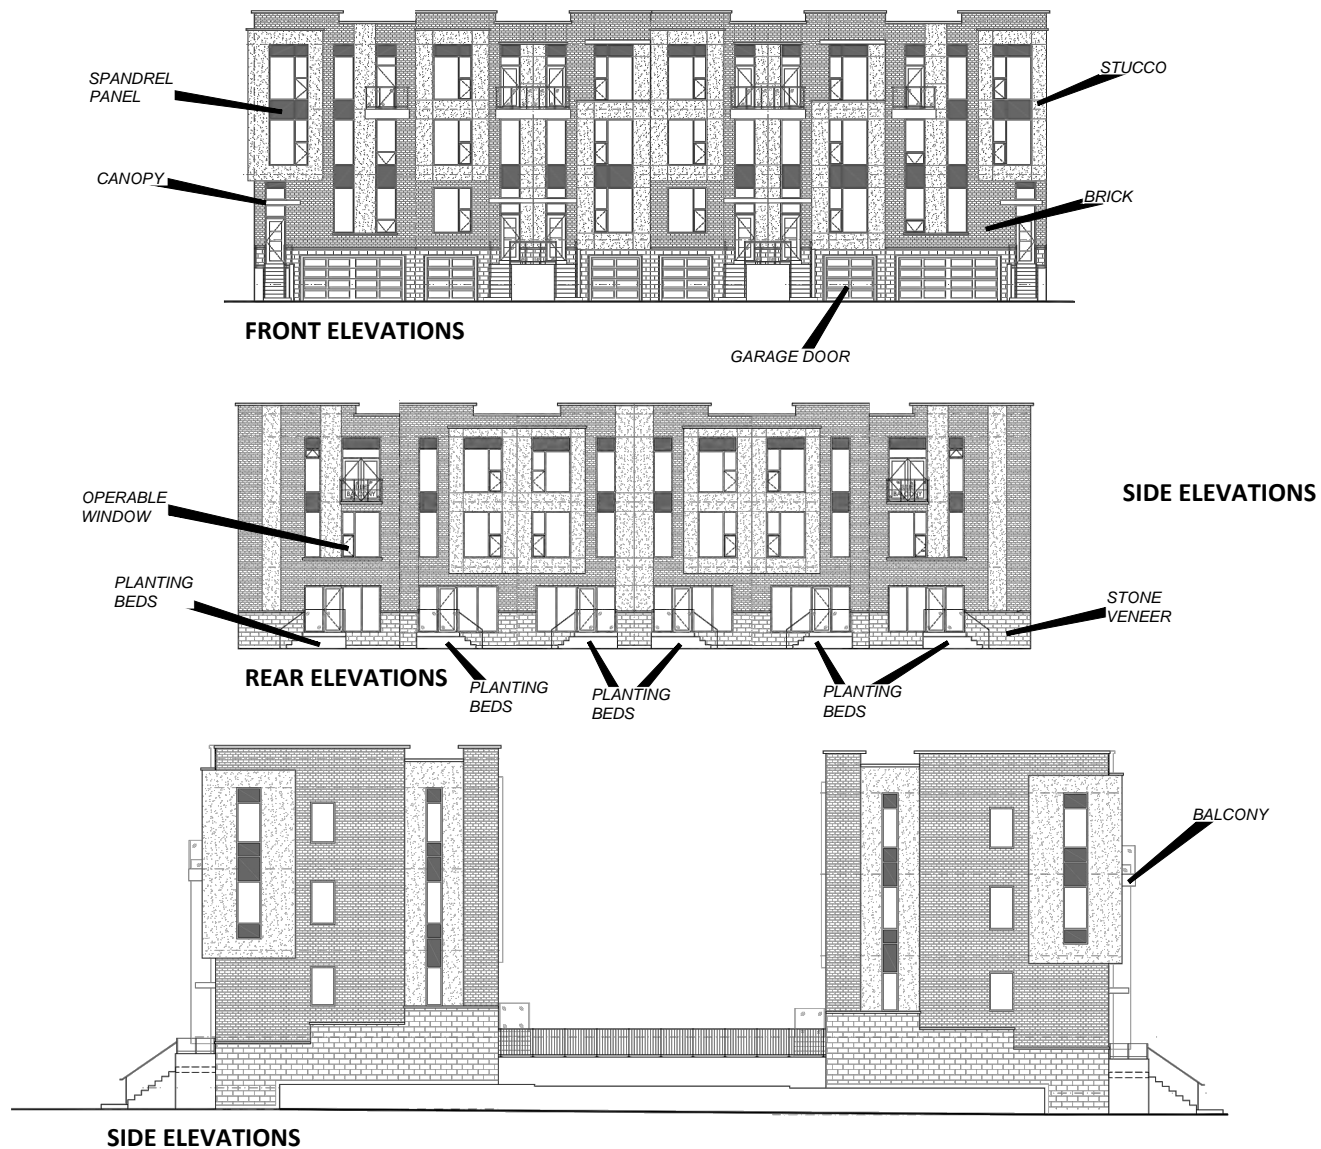 SPANDREL
PANEL
STUCCO
CANOPY
BRICK
FRONT ELEVATIONS
GARAGE DOOR
OPERABLE
WINDOW
SIDE ELEVATIONS
PLANTING
BEDS
STONE
VENEER
REAR ELEVATIONS
PLANTING
BEDS
PLANTING
BEDS
PLANTING
BEDS
BALCONY
SIDE ELEVATIONS